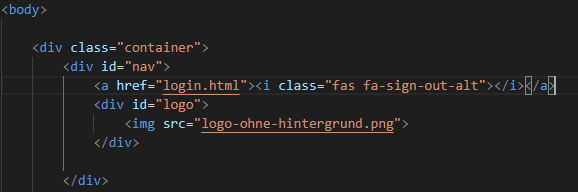 <body>
<div class="container">
<div id="nav">
<a href="login.html"><i class="fas fa-sign-out-alt"></i></a>
<div id="logo">
<img src="logo-ohne-hintergrund.png">
</div>
</div>